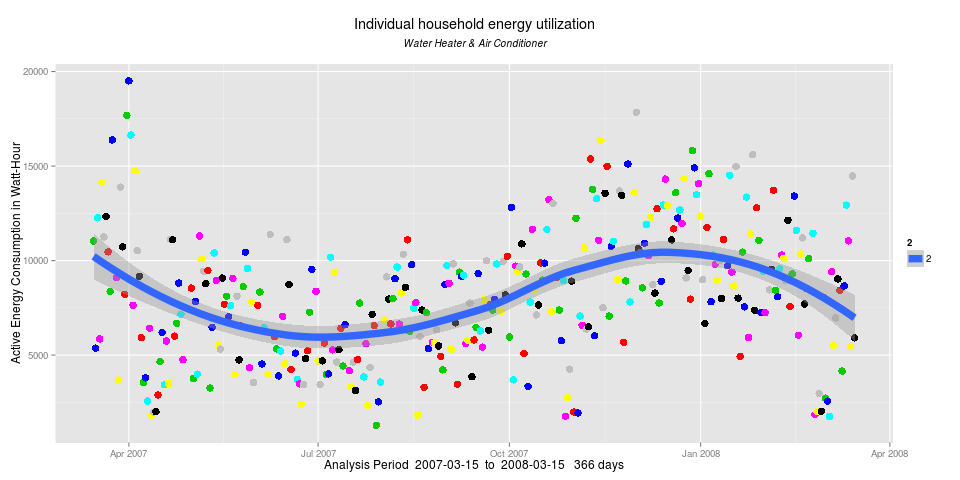 Individual household energy utilization
Water Heater & Air Conditioner
Active Energy Consumption in Watt-Hour
20000
15000
10000
5000
Apr 2007
Jul 2007
Oct 2007
Jan 2008
Apr 2008
Analysis Period 2007-03-15 to 2008-03-15 366 days
2
2